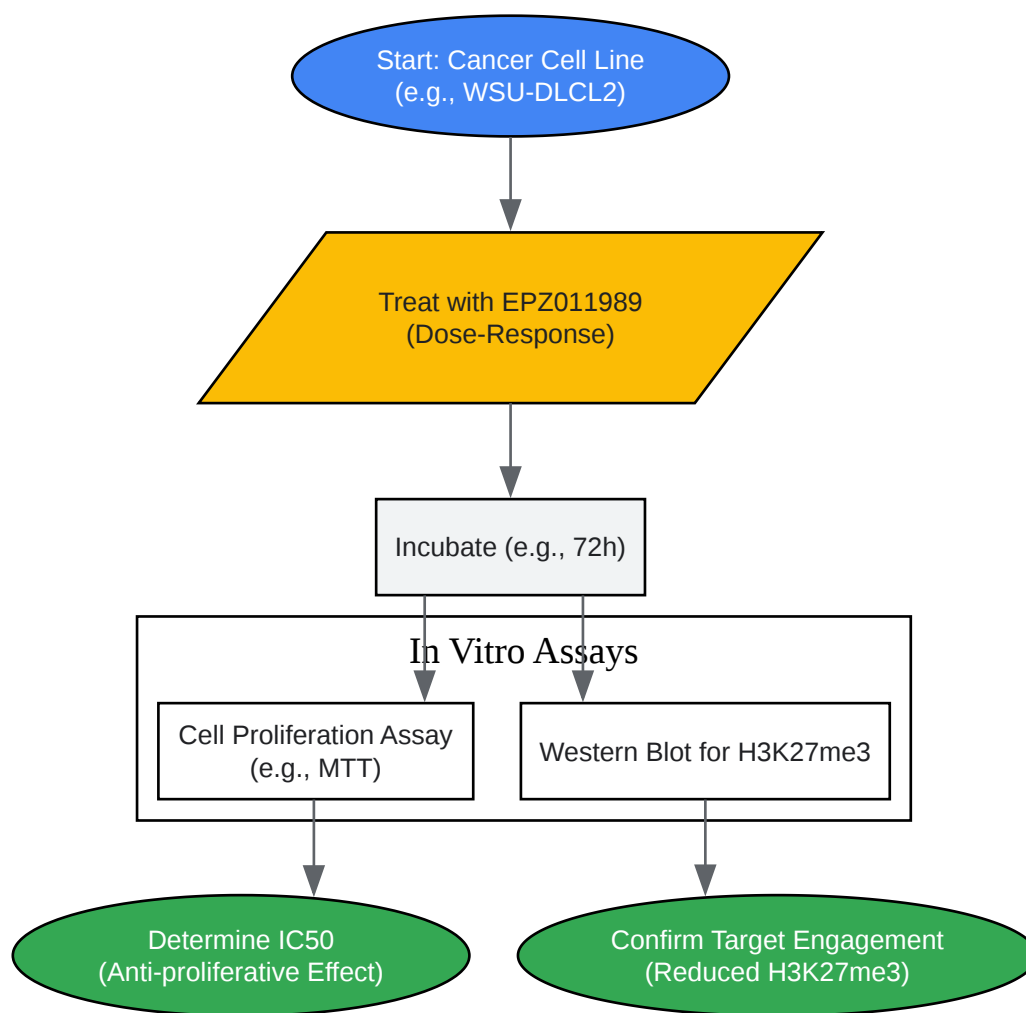 Start: Cancer Cell Line
(e.g., WSU-DLCL2)
Treat with EPZ011989
(Dose-Response)
Incubate (e.g., 72h)
In Vitro Assays
Cell Proliferation Assay
(e.g., MTT)
Western Blot for H3K27me3
Determine IC50
(Anti-proliferative Effect)
Confirm Target Engagement
(Reduced H3K27me3)